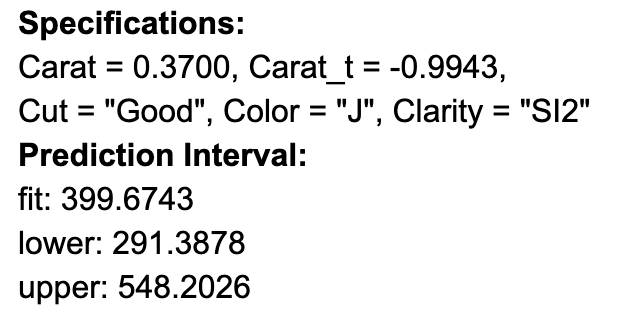 Specifications:
Carat = 0.3700, Carat_t = -0.9943,
Cut = "Good", Color = "J", Clarity = "SI2"
Prediction Interval:
fit: 399.6743
lower: 291.3878
upper: 548.2026